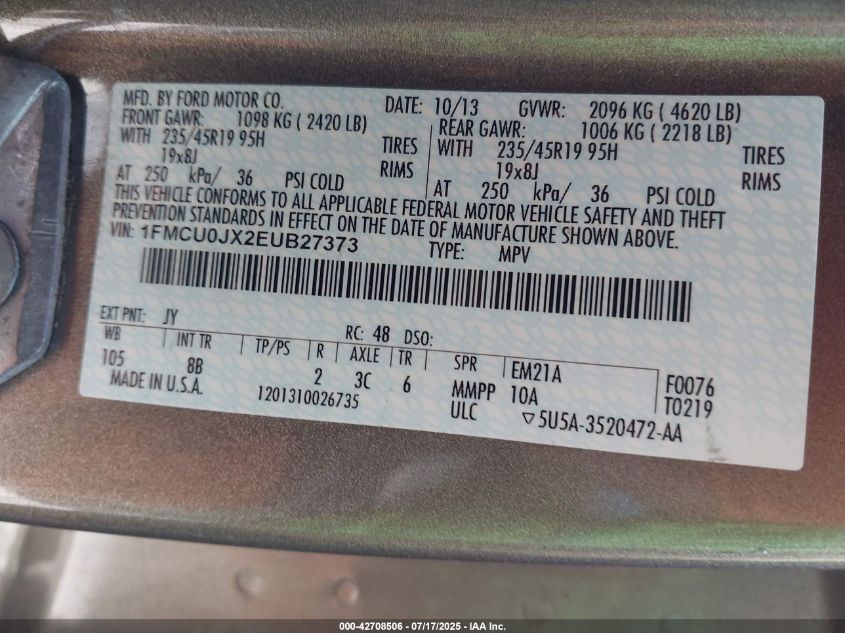 MFD. BY FORD MOTOR CO.
DATE: 10/13 GVWR: 2096 KG ( 4620 LB)
FRONT GAWR: 1098 KG ( 2420 LB)
WITH 235/45R19 95H TIRES
19x8J RIMS
AT 250 kPa/ 36 PSI COLD
REAR GAWR: 1006 KG ( 2218 LB)
WITH 235/45R19 95H TIRES
19x8J RIMS
AT 250 kPa/ 36 PSI COLD
THIS VEHICLE CONFORMS TO ALL APPLICABLE FEDERAL MOTOR VEHICLE SAFETY AND THEFT
PREVENTION STANDARDS IN EFFECT ON THE DATE OF MANUFACTURE SHOWN ABOVE.
VIN: 1FMCU0JX2EUB27373 TYPE: MPV
EXT PNT: JY RC: 48 DSO:
WB INT TR TP/PS R AXLE TR SPR EM21A F0076
105 8B 2 3C 6 MMPP 10A T0219
MADE IN U.S.A. 1201310026735 ULC ▽5U5A-3520472-AA
000-42708506 - 07/17/2025 - IAA Inc.